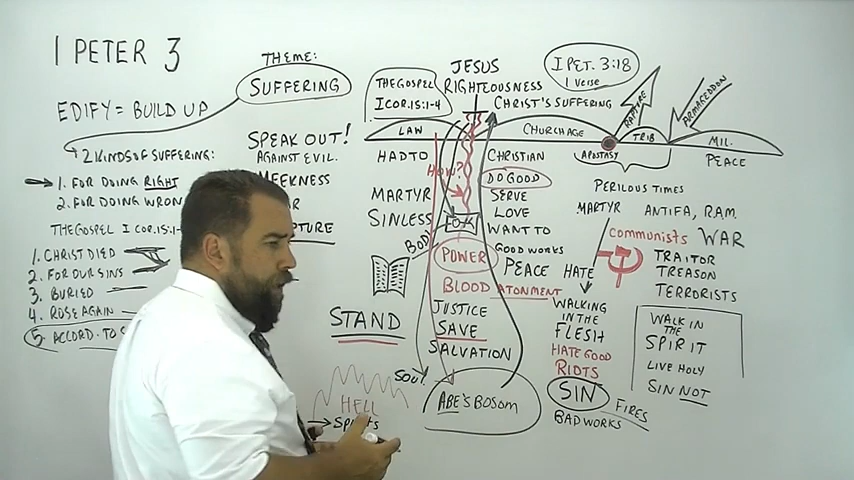 1 PETER 3
THEME:
SUFFERING
EDIFY = BUILD UP
2 KINDS OF SUFFERING:
1. FOR DOING RIGHT
2. FOR DOING WRONG
THE GOSPEL I COR.15:1-
1. CHRIST DIED
2. FOR OUR SINS
3. BURIED
4. ROSE AGAIN
5. ACCORD. TO
SPEAK OUT!
AGAINST EVIL.
MEEKNESS
STAND
THE GOSPEL
I COR.15:1-4
JESUS
RIGHTEOUSNESS
CHRIST'S SUFFERING
I PET. 3:18
1 VERSE
LAW
CHURCHAGE
RAPTURE
TRIB
ARMAGEDDON
MIL.
PEACE
APOSTASY
HAD TO
MARTYR
SINLESS
BODY
SOUL
HELL
CHRISTIAN
DO GOOD
SERVE
LOVE
WANT TO
GOOD WORKS
PEACE
POWER
BLOOD ATONMENT
JUSTICE
SAVE
SALVATION
ABE'S BOSOM
PERILOUS TIMES
MARTYR
ANTIFA, RAM.
COMMUNISTS
WAR
TRAITOR
TREASON
TERRORISTS
HATE
WALKING
IN THE
FLESH
HATE GOOD
RIOTS
SIN
FIRES
BAD WORKS
WALK IN
THE
SPIRIT
LIVE HOLY
SIN NOT